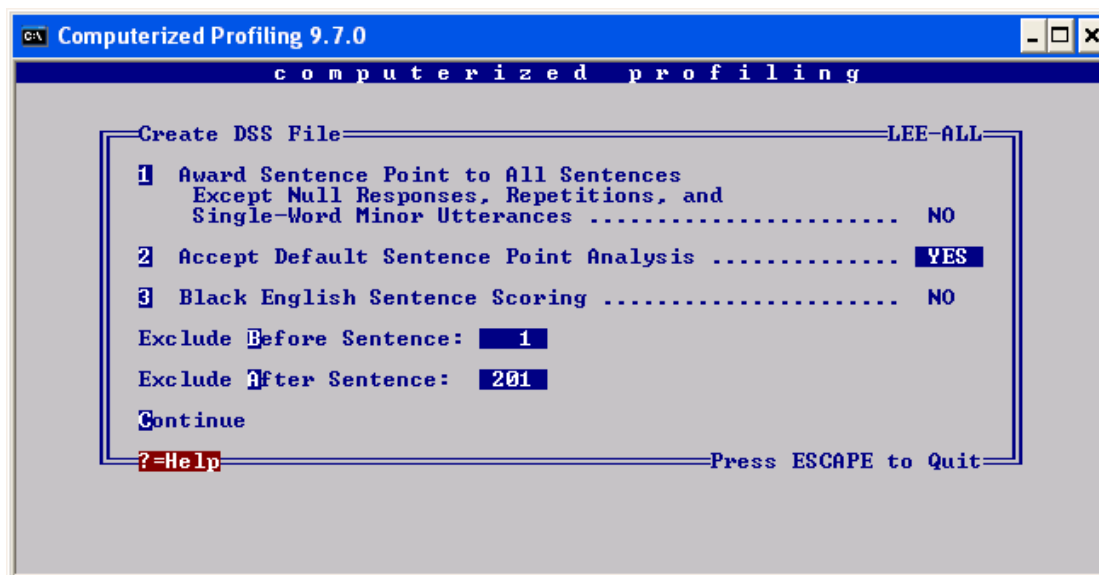 C:\ Computerized Profiling 9.7.0
computerized profiling
Create DSS File LEE-ALL
1 Award Sentence Point to All Sentences
Except Null Responses, Repetitions, and
Single-Word Minor Utterances ....................... NO
2 Accept Default Sentence Point Analysis .............. YES
3 Black English Sentence Scoring ...................... NO
Exclude Before Sentence: 1
Exclude After Sentence: 201
Continue
?=Help Press ESCAPE to Quit